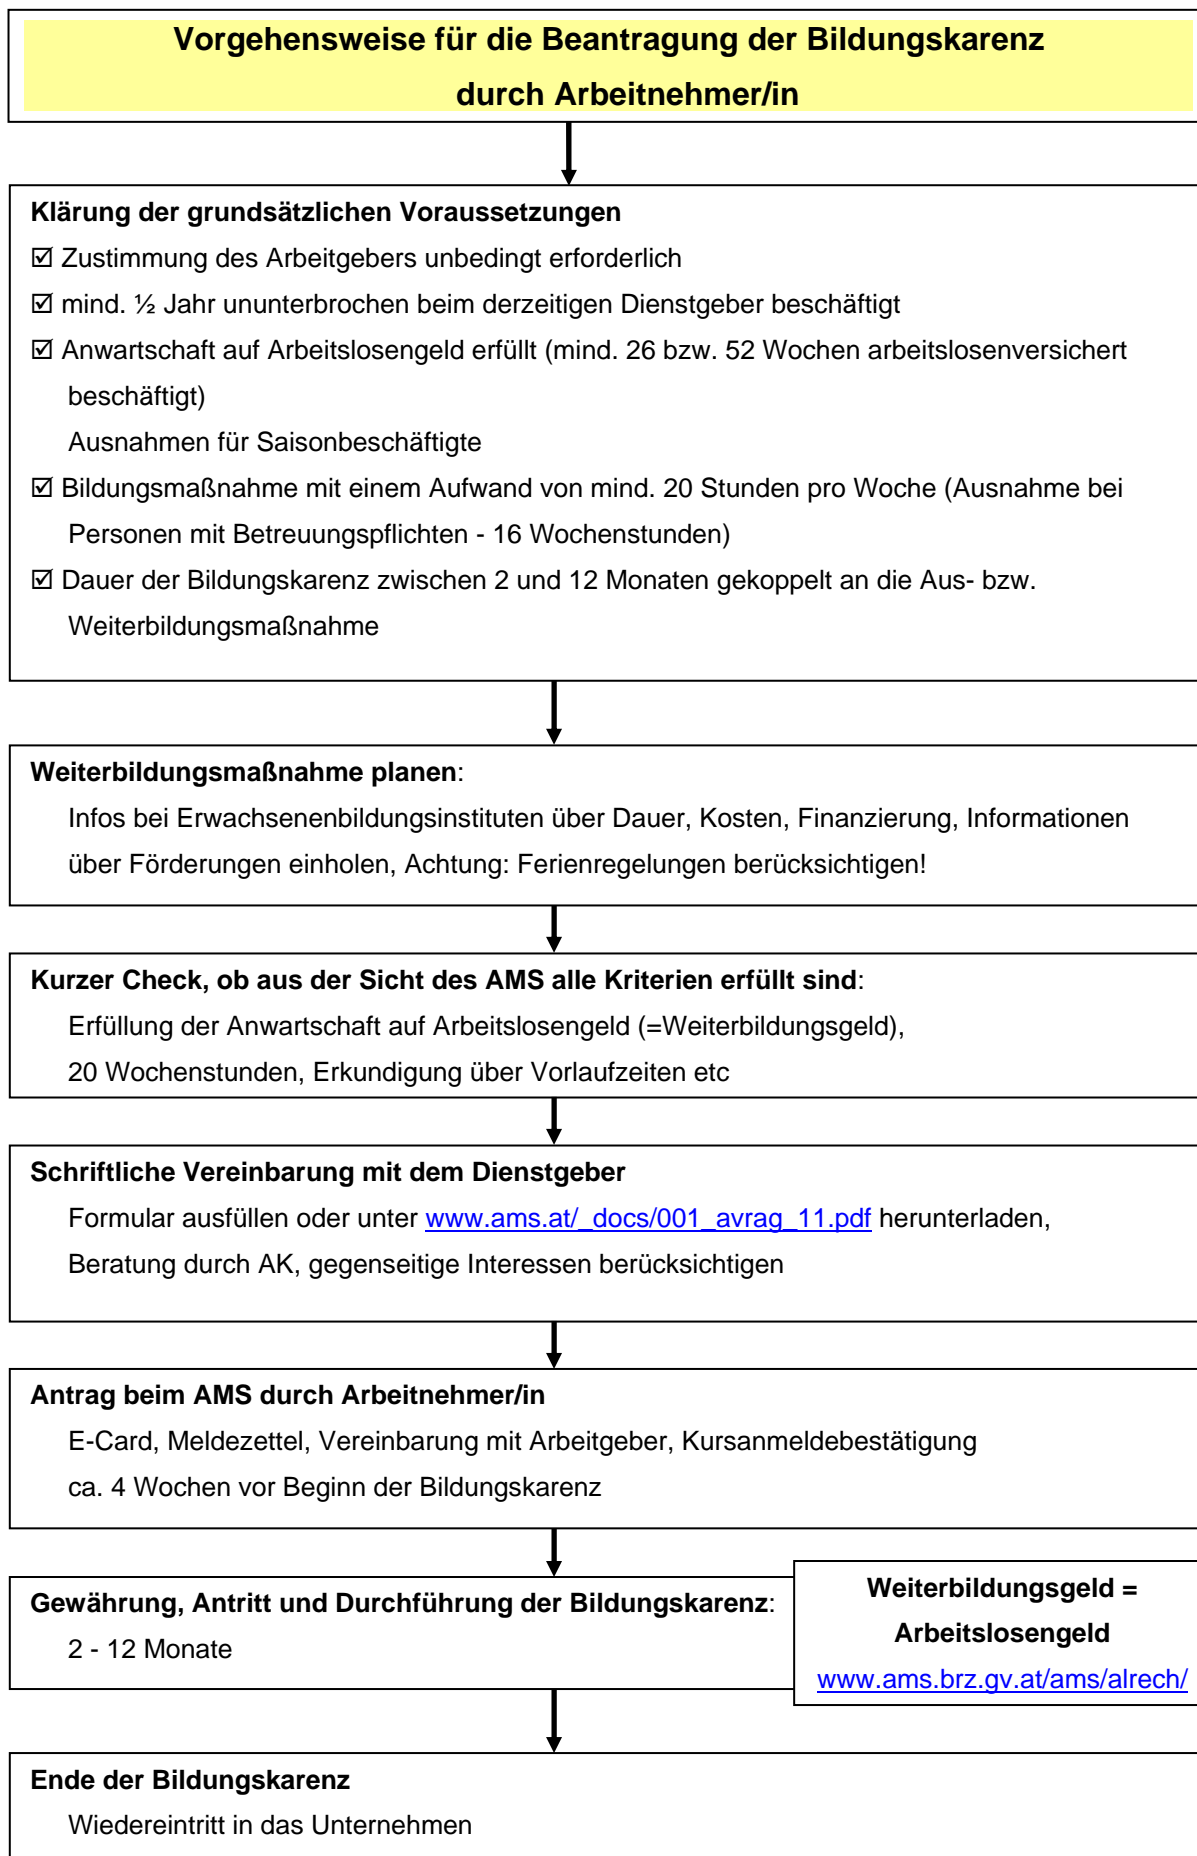 Vorgehensweise für die Beantragung der Bildungskarenz
durch Arbeitnehmer/in
Klärung der grundsätzlichen Voraussetzungen
☑ Zustimmung des Arbeitgebers unbedingt erforderlich
☑ mind. ½ Jahr ununterbrochen beim derzeitigen Dienstgeber beschäftigt
☑ Anwartschaft auf Arbeitslosengeld erfüllt (mind. 26 bzw. 52 Wochen arbeitslosenversichert
beschäftigt)
Ausnahmen für Saisonbeschäftigte
☑ Bildungsmaßnahme mit einem Aufwand von mind. 20 Stunden pro Woche (Ausnahme bei
Personen mit Betreuungspflichten - 16 Wochenstunden)
☑ Dauer der Bildungskarenz zwischen 2 und 12 Monaten gekoppelt an die Aus- bzw.
Weiterbildungsmaßnahme
Weiterbildungsmaßnahme planen:
Infos bei Erwachsenenbildungsinstituten über Dauer, Kosten, Finanzierung, Informationen
über Förderungen einholen, Achtung: Ferienregelungen berücksichtigen!
Kurzer Check, ob aus der Sicht des AMS alle Kriterien erfüllt sind:
Erfüllung der Anwartschaft auf Arbeitslosengeld (=Weiterbildungsgeld),
20 Wochenstunden, Erkundigung über Vorlaufzeiten etc
Schriftliche Vereinbarung mit dem Dienstgeber
Formular ausfüllen oder unter www.ams.at/_docs/001_avrag_11.pdf herunterladen,
Beratung durch AK, gegenseitige Interessen berücksichtigen
Antrag beim AMS durch Arbeitnehmer/in
E-Card, Meldezettel, Vereinbarung mit Arbeitgeber, Kursanmeldebestätigung
ca. 4 Wochen vor Beginn der Bildungskarenz
Gewährung, Antritt und Durchführung der Bildungskarenz:
2 - 12 Monate
Weiterbildungsgeld =
Arbeitslosengeld
www.ams.brz.gv.at/ams/alrech/
Ende der Bildungskarenz
Wiedereintritt in das Unternehmen